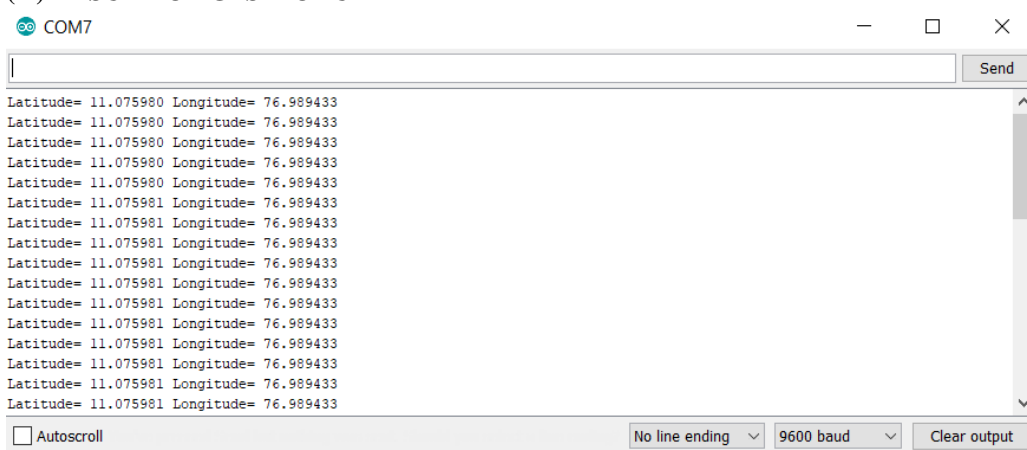 COM7
Send
Latitude= 11.075980 Longitude= 76.989433
Latitude= 11.075980 Longitude= 76.989433
Latitude= 11.075980 Longitude= 76.989433
Latitude= 11.075980 Longitude= 76.989433
Latitude= 11.075980 Longitude= 76.989433
Latitude= 11.075981 Longitude= 76.989433
Latitude= 11.075981 Longitude= 76.989433
Latitude= 11.075981 Longitude= 76.989433
Latitude= 11.075981 Longitude= 76.989433
Latitude= 11.075981 Longitude= 76.989433
Latitude= 11.075981 Longitude= 76.989433
Latitude= 11.075981 Longitude= 76.989433
Latitude= 11.075981 Longitude= 76.989433
Latitude= 11.075981 Longitude= 76.989433
Latitude= 11.075981 Longitude= 76.989433
Latitude= 11.075981 Longitude= 76.989433
Autoscroll No line ending 9600 baud Clear output